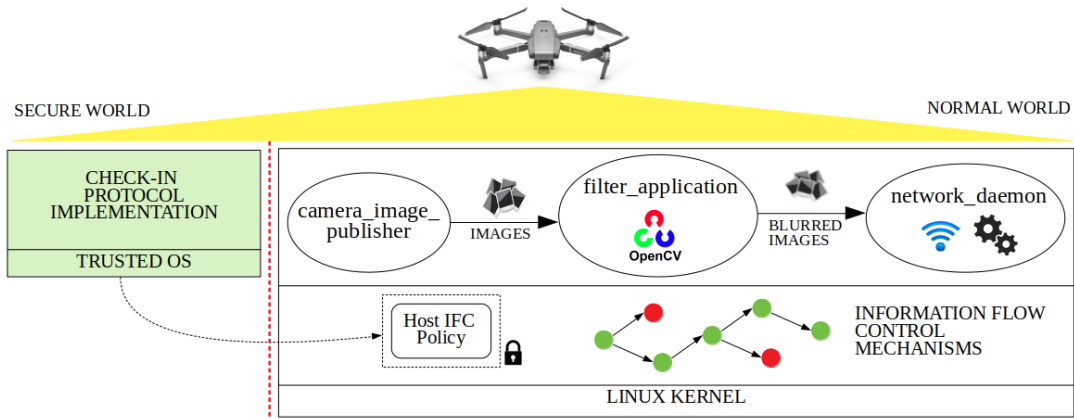 SECURE WORLD
NORMAL WORLD
CHECK-IN
PROTOCOL
IMPLEMENTATION
TRUSTED OS
camera_image_
publisher
IMAGES
filter_application
OpenCV
BLURRED
IMAGES
network_daemon
Host IFC
Policy
INFORMATION FLOW
CONTROL
MECHANISMS
LINUX KERNEL